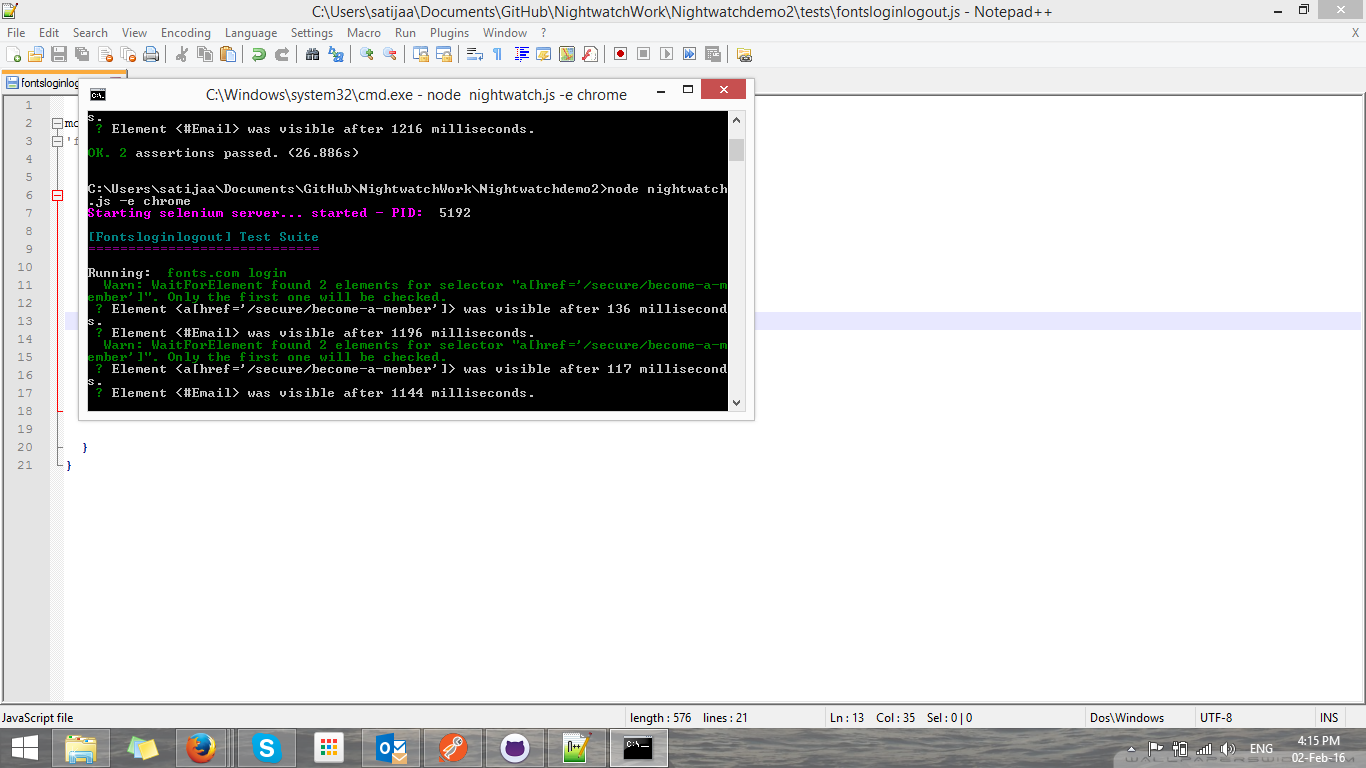 C:\Users\satijaa\Documents\GitHub\NightwatchWork\Nightwatchdemo2\tests\fontsloginlogout.js - Notepad++
File Edit Search View Encoding Language Settings Macro Run Plugins Window ? X
fontsloginlog
C:\Windows\system32\cmd.exe - node nightwatch.js -e chrome
s.
? Element <#Email> was visible after 1216 milliseconds.
OK. 2 assertions passed. (26.886s)
C:\Users\satijaa\Documents\GitHub\NightwatchWork\Nightwatchdemo2>node nightwatch
.js -e chrome
Starting selenium server... started - PID: 5192
[Fontsloginlogout] Test Suite
=============================
Running: fonts.com login
Warn: WaitForElement found 2 elements for selector "a[href='/secure/become-a-m
ember']". Only the first one will be checked.
? Element <a[href='/secure/become-a-member']> was visible after 136 millisecond
s.
? Element <#Email> was visible after 1196 milliseconds.
Warn: WaitForElement found 2 elements for selector "a[href='/secure/become-a-m
ember']". Only the first one will be checked.
? Element <a[href='/secure/become-a-member']> was visible after 117 millisecond
s.
? Element <#Email> was visible after 1144 milliseconds.
1
2 mo
3 'f
4
5
6
7
8
9
10
11
12
13
14
15
16
17
18
19
20 }
21 }
JavaScript file length : 576 lines : 21 Ln : 13 Col : 35 Sel : 0 | 0 Dos\Windows UTF-8 INS
ENG 4:15 PM
02-Feb-16